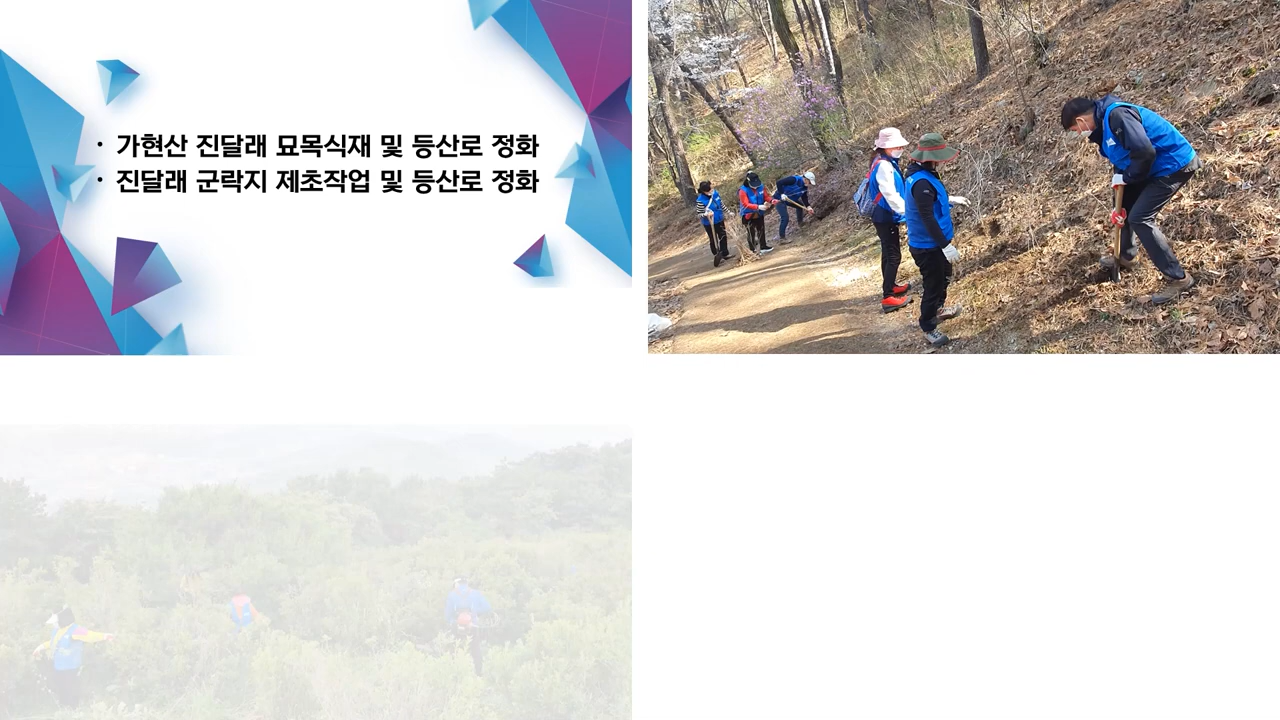 · 가현산 진달래 묘목식재 및 등산로 정화
· 진달래 군락지 제초작업 및 등산로 정화